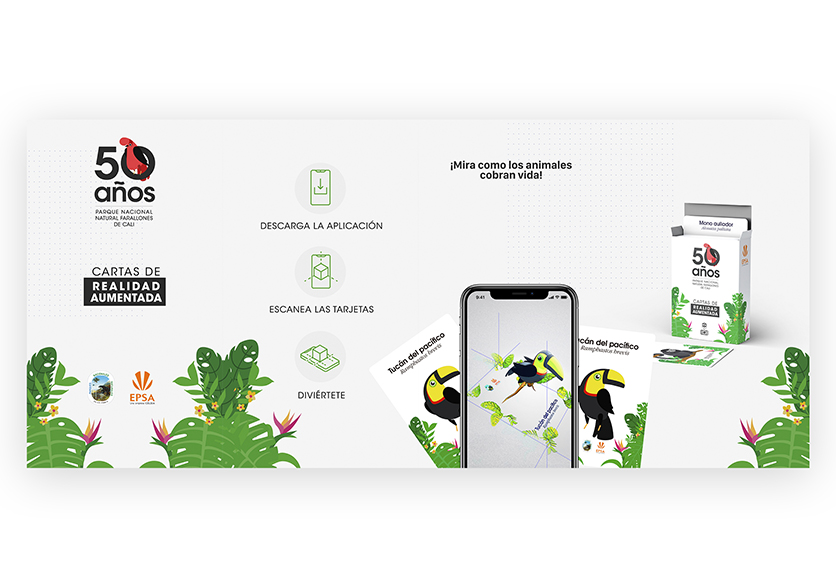 50
años
PARQUE NACIONAL
NATURAL FARALLONES
DE CALI
CARTAS DE
REALIDAD
AUMENTADA
EPSA
DESCARGA LA APLICACIÓN
ESCANEA LAS TARJETAS
DIVIÉRTETE
¡Mira como los animales
cobran vida!
Tucán del pacífico
Ramphastos brevis
9:41
Tucán del pacífico
Tucán del pacífico
Ramphastos brevis
EPSA
Mono aullador
50
años
EPSA
PARQUE NACIONAL
NATURAL FARALLONES
DE CALI
CARTAS DE
REALIDAD
AUMENTADA